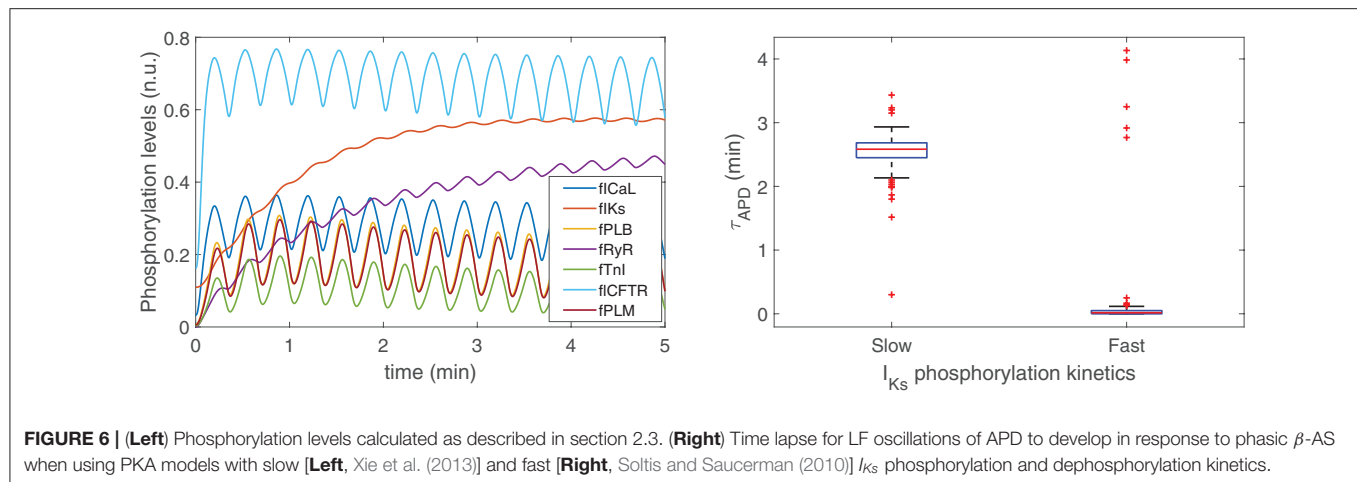 0.8
0.6
0.4
0.2
0
Phosphorylation levels (n.u.)
fICaL
fIKs
fPLB
fRyR
fTnI
fICFTR
fPLM
0 1 2 3 4 5
time (min)
4
3
2
1
0
τAPD (min)
Slow Fast
IKs phosphorylation kinetics
FIGURE 6 | (Left) Phosphorylation levels calculated as described in section 2.3. (Right) Time lapse for LF oscillations of APD to develop in response to phasic β-AS
when using PKA models with slow [Left, Xie et al. (2013)] and fast [Right, Soltis and Saucerman (2010)] IKs phosphorylation and dephosphorylation kinetics.